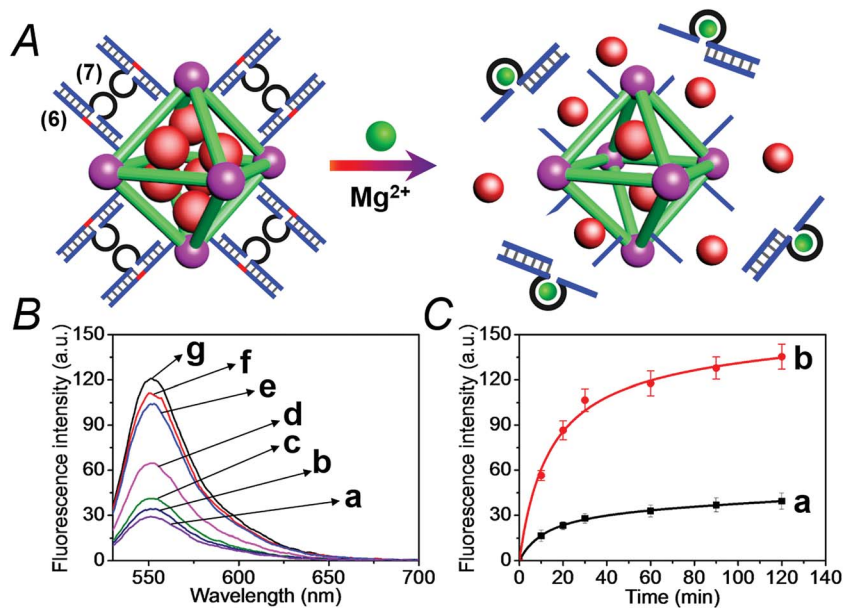 A
(7)
(6)
Mg²⁺
B
C
Fluorescence intensity (a.u.)
150
120
90
60
30
0
g
f
e
d
c
b
a
550
600
650
700
Wavelength (nm)
Fluorescence intensity (a.u.)
150
120
90
60
30
0
b
a
0
20
40
60
80
100
120
140
Time (min)